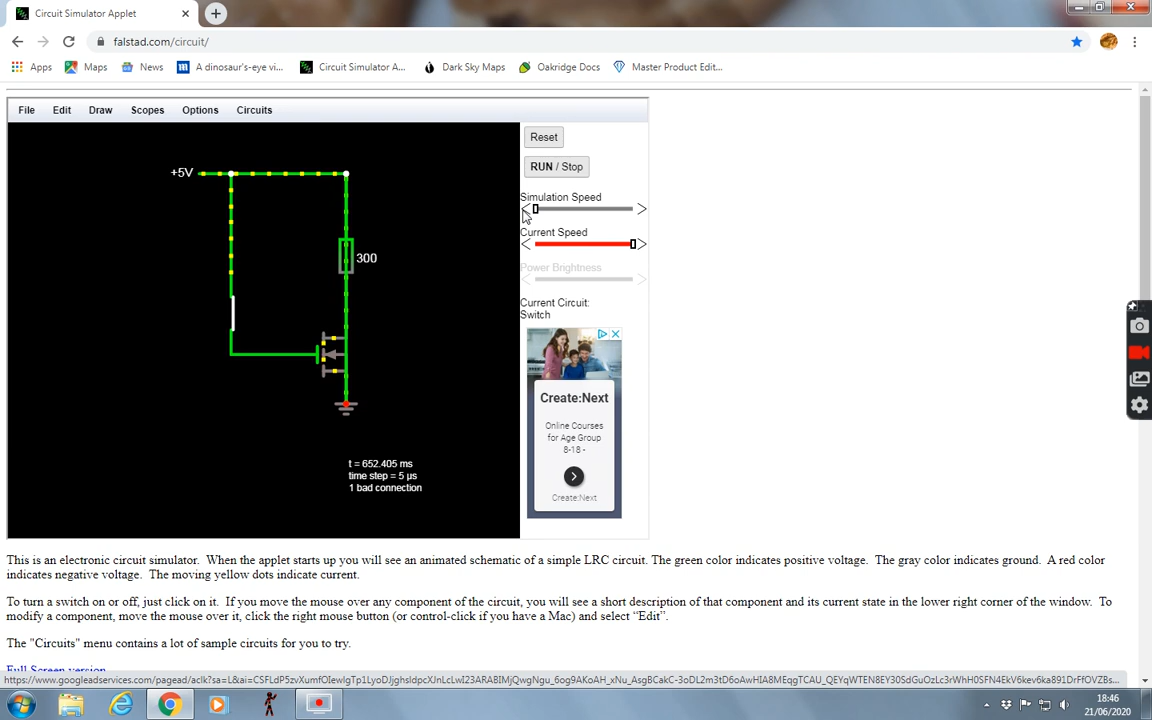 Circuit Simulator Applet
falstad.com/circuit/
Apps Maps News A dinosaur's-eye vi... Circuit Simulator A... Dark Sky Maps Oakridge Docs Master Product Edit...
File Edit Draw Scopes Options Circuits
Reset
RUN / Stop
Simulation Speed
Current Speed
Power Brightness
Current Circuit:
Switch
+5V
300
t = 652.405 ms
time step = 5 μs
1 bad connection
Create:Next
Online Courses
for Age Group
8-18 -
Create:Next
This is an electronic circuit simulator. When the applet starts up you will see an animated schematic of a simple LRC circuit. The green color indicates positive voltage. The gray color indicates ground. A red color
indicates negative voltage. The moving yellow dots indicate current.
To turn a switch on or off, just click on it. If you move the mouse over any component of the circuit, you will see a short description of that component and its current state in the lower right corner of the window. To
modify a component, move the mouse over it, click the right mouse button (or control-click if you have a Mac) and select “Edit”.
The "Circuits" menu contains a lot of sample circuits for you to try.
Full Screen version
18:46
21/06/2020